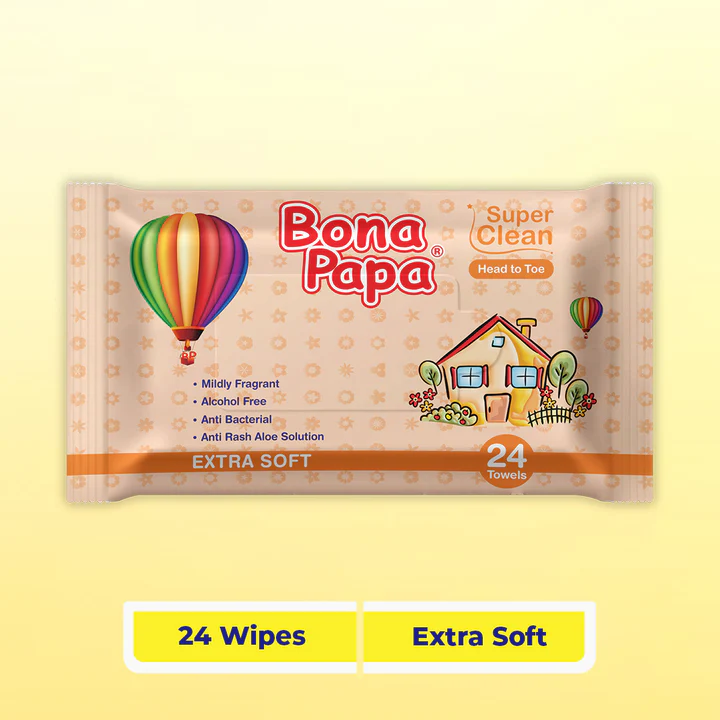 Bona
Papa®
Super
Clean
Head to Toe
BP
• Mildly Fragrant
• Alcohol Free
• Anti Bacterial
• Anti Rash Aloe Solution
EXTRA SOFT
24
Towels
24 Wipes
Extra Soft